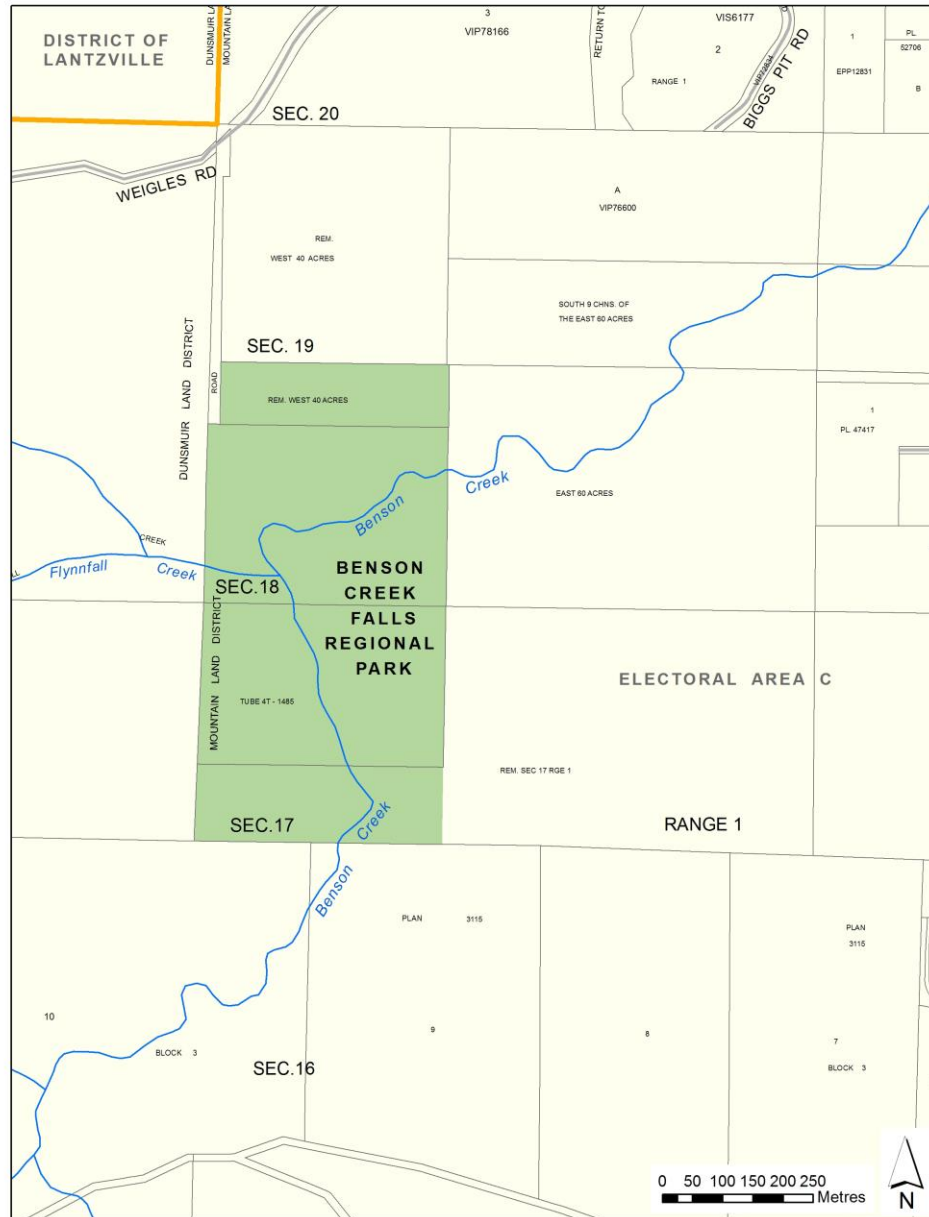 DISTRICT OF
LANTZVILLE
DUNSMUIR LA
MOUNTAIN LA
3
VIP78166
RETURN TO
VIS6177
2
RANGE 1
VIP72824
BIGGS PIT RD
1
EPP12831
PL
52706
B
SEC. 20
WEIGLES RD
A
VIP76600
REM.
WEST 40 ACRES
SOUTH 9 CHNS. OF
THE EAST 60 ACRES
DUNSMUIR LAND DISTRICT
SEC. 19
ROAD
REM. WEST 40 ACRES
1
PL. 47417
Benson Creek
EAST 60 ACRES
CREEK
LL
Flynnfall Creek
SEC.18
BENSON
CREEK
FALLS
REGIONAL
PARK
MOUNTAIN LAND DISTRICT
ELECTORAL AREA C
TUBE 4T - 1485
REM. SEC 17 RGE 1
SEC.17
RANGE 1
Benson Creek
PLAN 3115
PLAN
3115
10
9
8
7
BLOCK 3
BLOCK 3
SEC.16
0 50 100 150 200 250
Metres
N